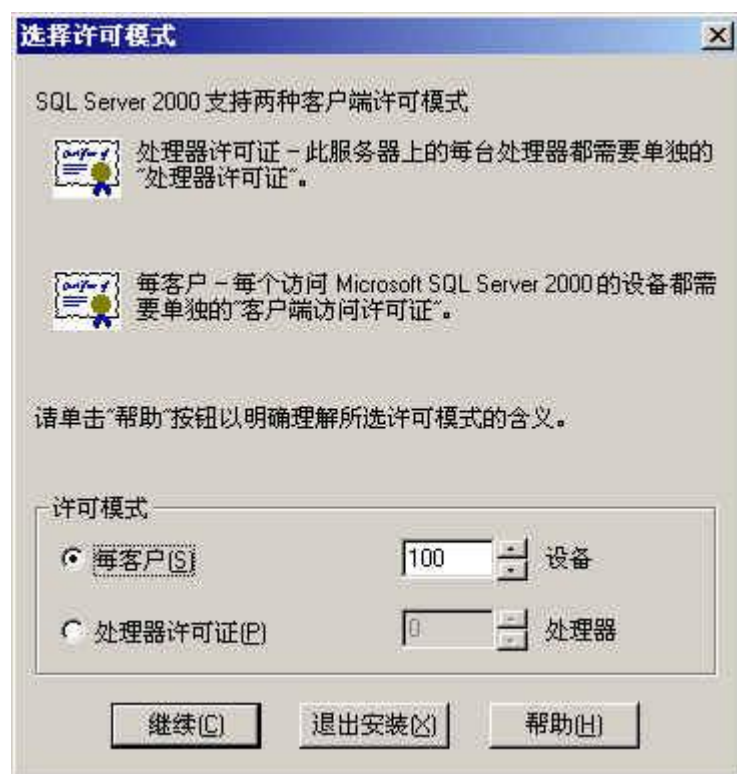 选择许可模式
SQL Server 2000 支持两种客户端许可模式
处理器许可证 - 此服务器上的每台处理器都需要单独的
"处理器许可证"。
每客户 - 每个访问 Microsoft SQL Server 2000 的设备都需
要单独的"客户端访问许可证"。
请单击"帮助"按钮以明确理解所选许可模式的含义。
许可模式
每客户(S) 100 设备
处理器许可证(P) 0 处理器
继续(C) 退出安装(X) 帮助(H)